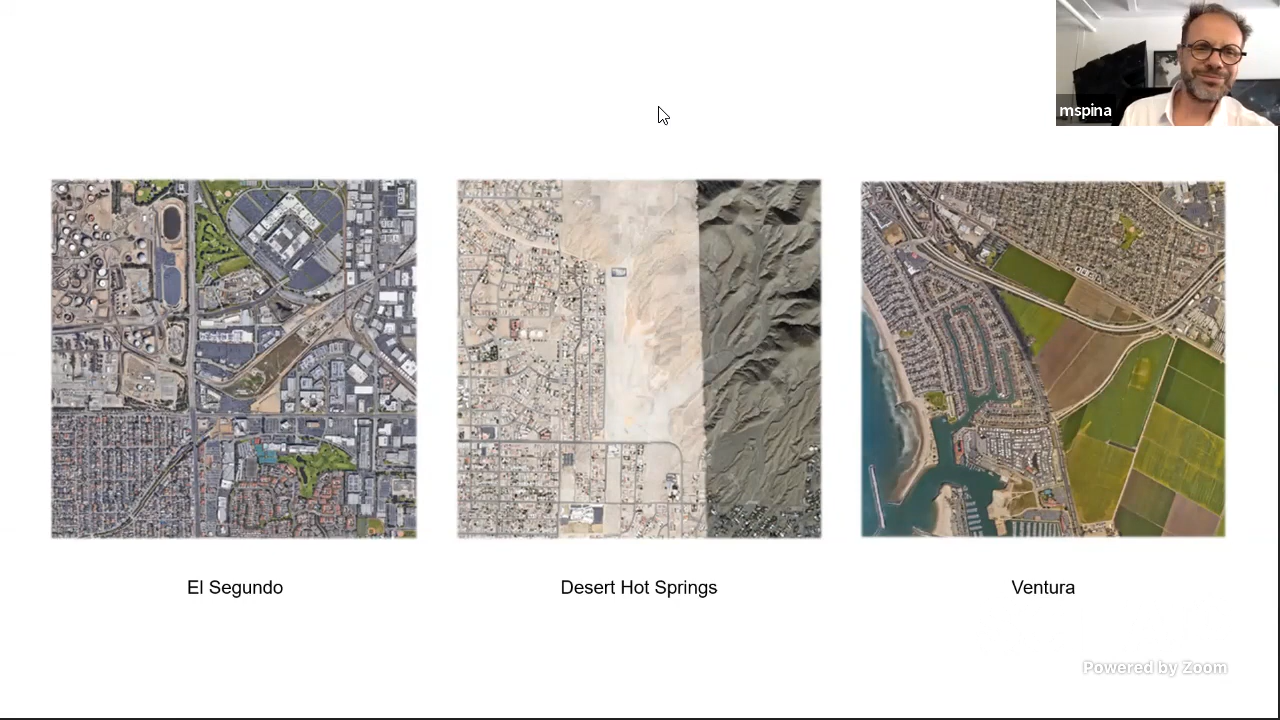 mspina
El Segundo
Desert Hot Springs
Ventura
Powered by Zoom